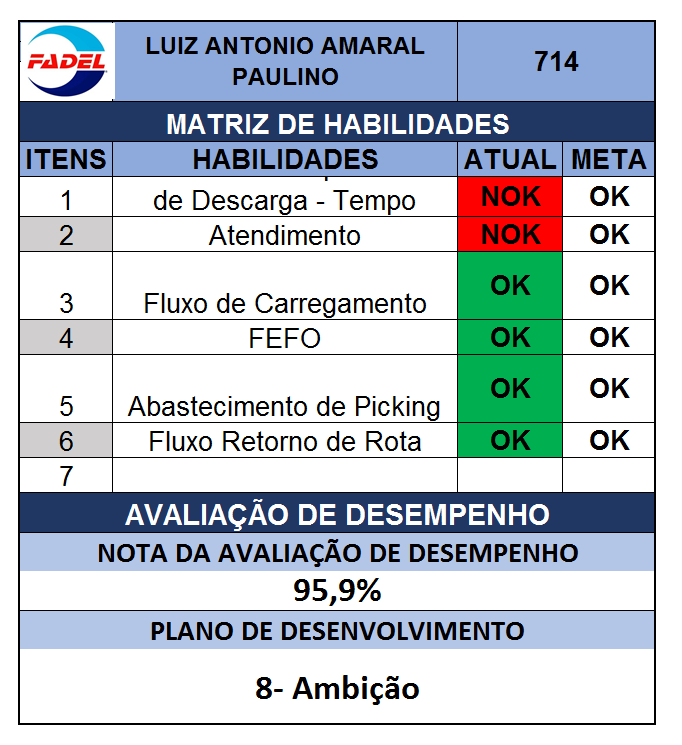 FADEL
LUIZ ANTONIO AMARAL
PAULINO
714
MATRIZ DE HABILIDADES
ITENS HABILIDADES ATUAL META
1 de Descarga - Tempo NOK OK
2 Atendimento NOK OK
3 Fluxo de Carregamento OK OK
4 FEFO OK OK
5 Abastecimento de Picking OK OK
6 Fluxo Retorno de Rota OK OK
7
AVALIAÇÃO DE DESEMPENHO
NOTA DA AVALIAÇÃO DE DESEMPENHO
95,9%
PLANO DE DESENVOLVIMENTO
8- Ambição